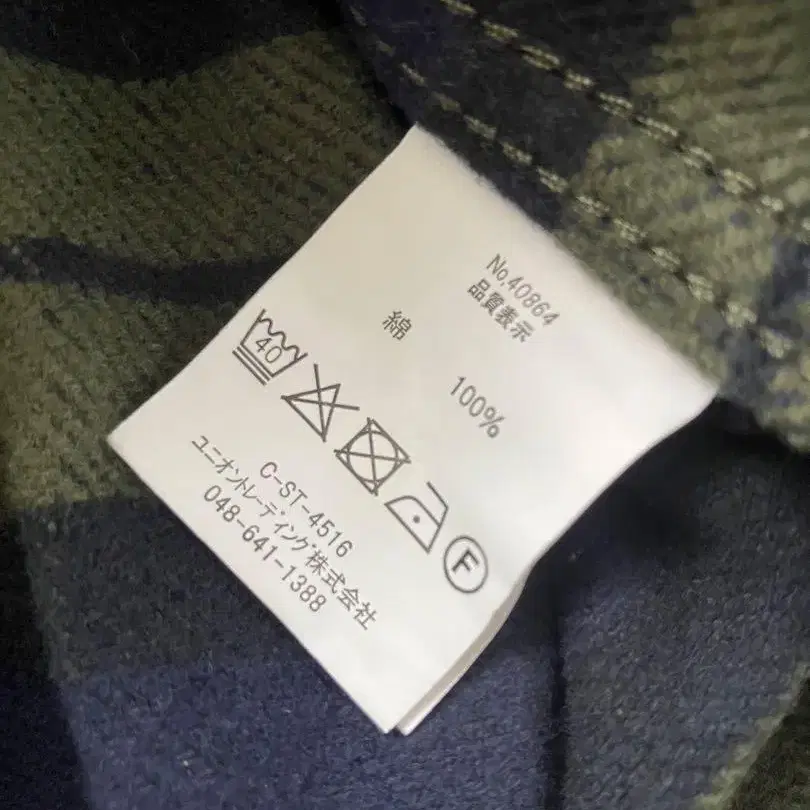 No.40864
品質表示
綿 100%
40
F
C-ST-4516
ユニオントレーディング株式会社
048-641-1388